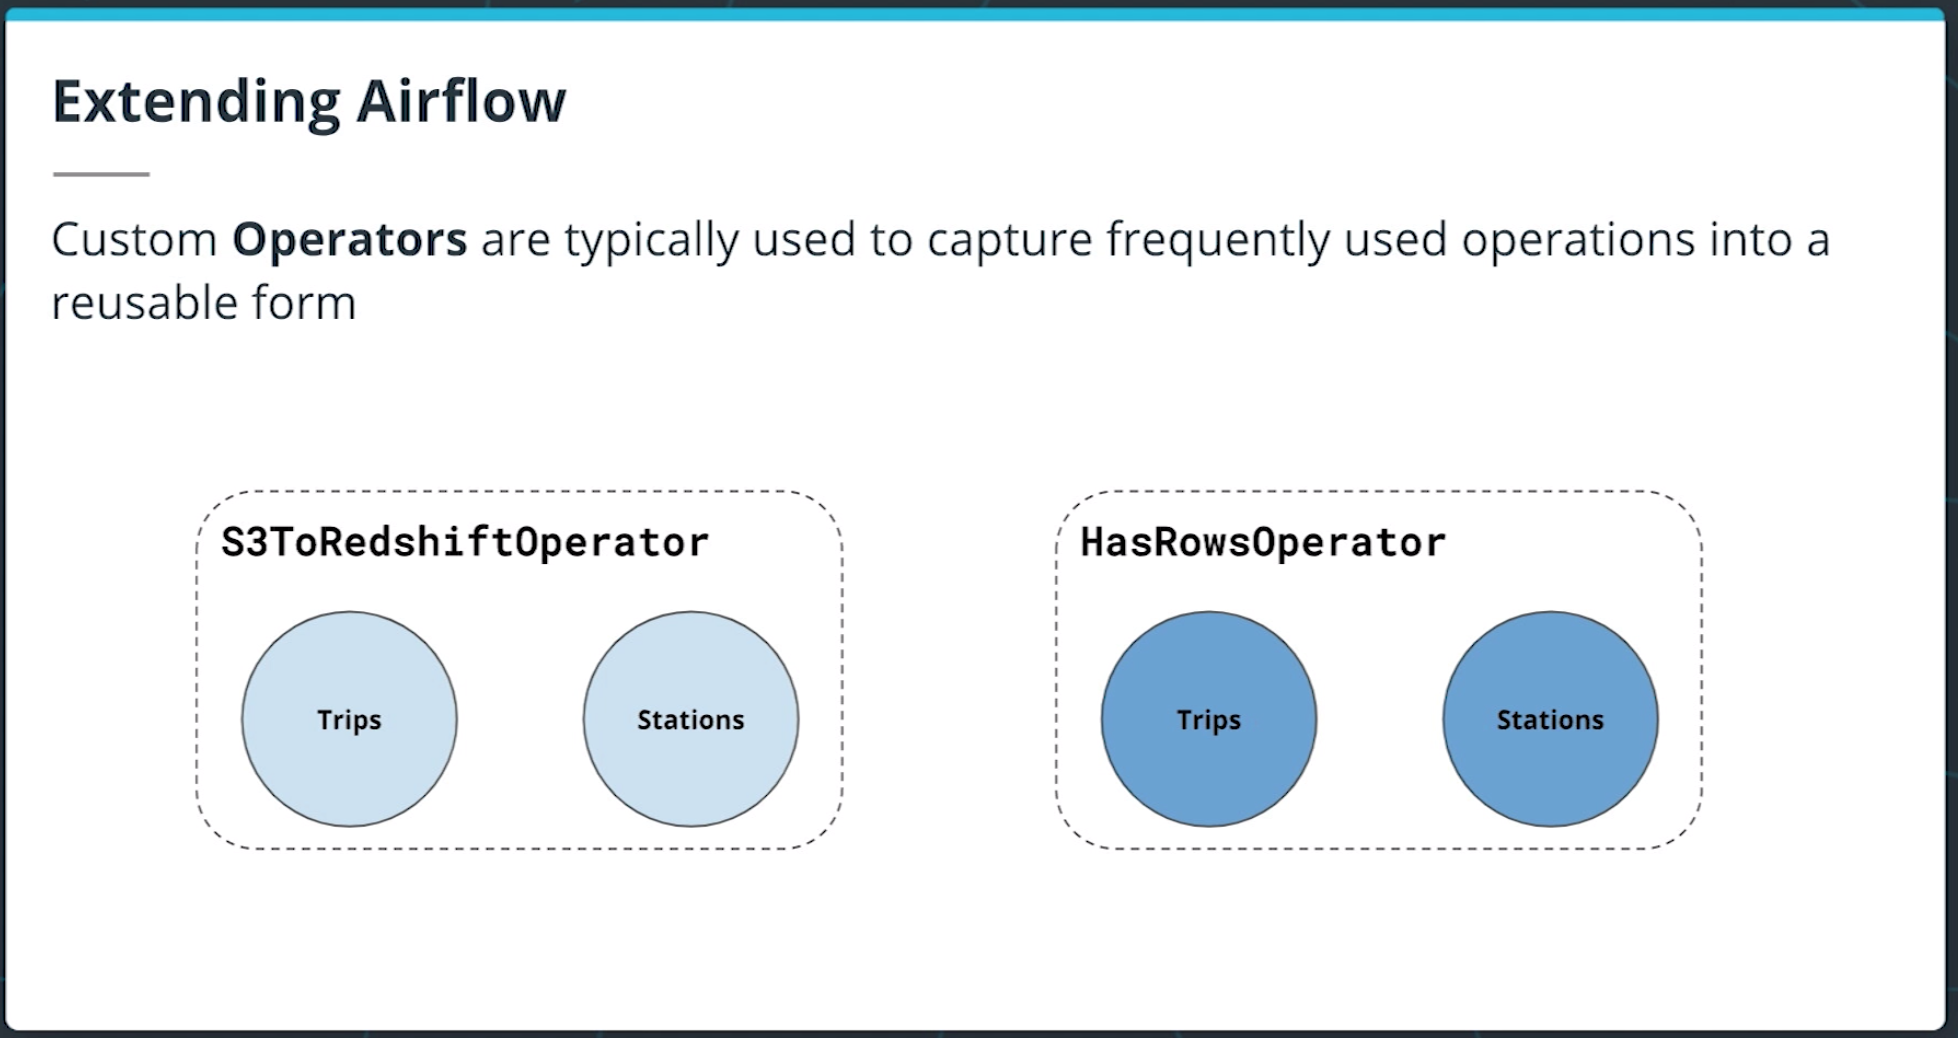 Extending Airflow
Custom Operators are typically used to capture frequently used operations into a
reusable form
S3ToRedshiftOperator
Trips
Stations
HasRowsOperator
Trips
Stations